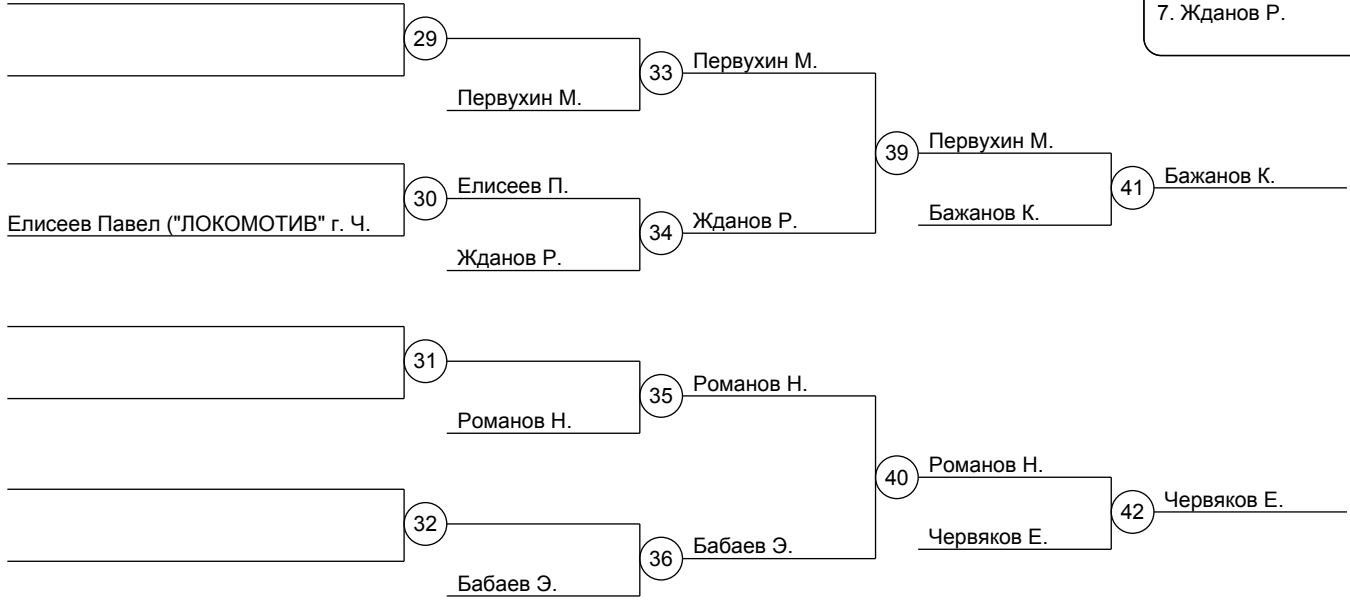 7. Жданов Р.
29
33
Первухин М.
Первухин М.
39
Первухин М.
41
Бажанов К.
30
Елисеев П.
Елисеев Павел ("ЛОКОМОТИВ" г. Ч.
34
Жданов Р.
Бажанов К.
Жданов Р.
31
35
Романов Н.
Романов Н.
40
Романов Н.
42
Червяков Е.
32
Червяков Е.
36
Бабаев Э.
Бабаев Э.